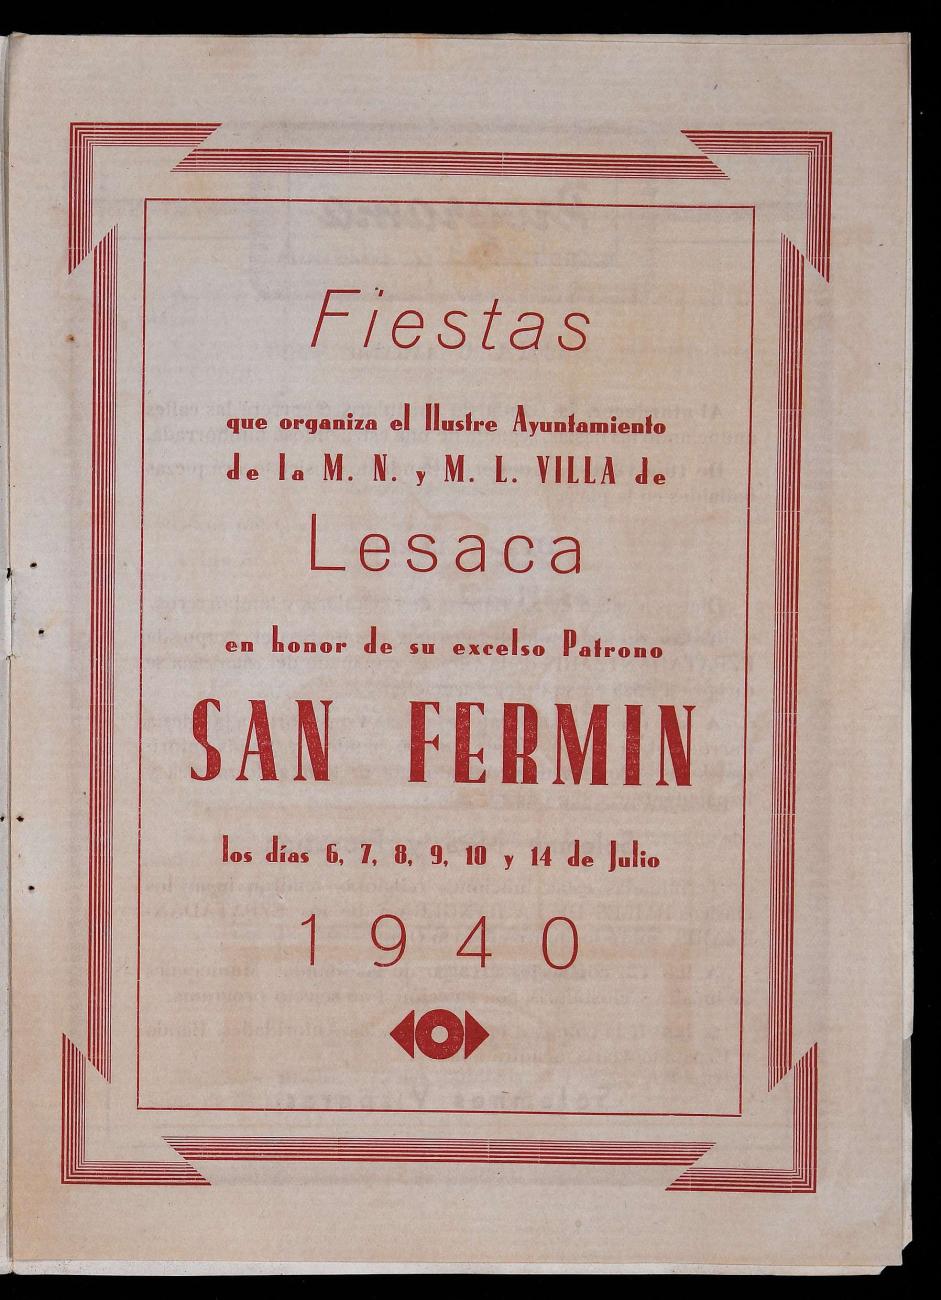 Fiestas
que organiza el Ilustre Ayuntamiento
de la M. N. y M. L. VILLA de
Lesaca
en honor de su excelso Patrono
SAN FERMIN
los días 6, 7, 8, 9, 10 y 14 de Julio
1940